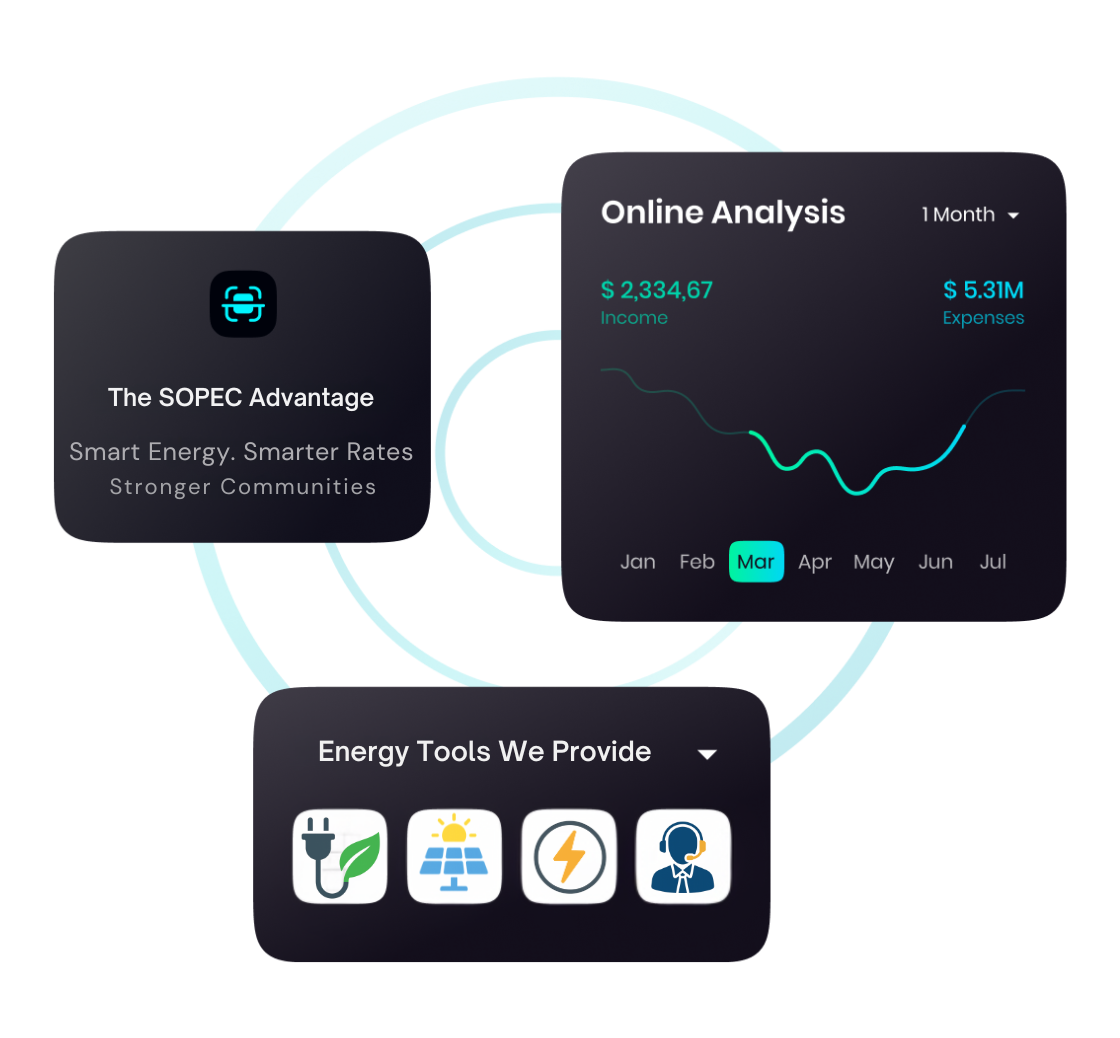 Online Analysis
1 Month
$ 2,334,67
$ 5.31M
Income
Expenses
Jan Feb Mar Apr May Jun Jul
The SOPEC Advantage
Smart Energy. Smarter Rates
Stronger Communities
Energy Tools We Provide